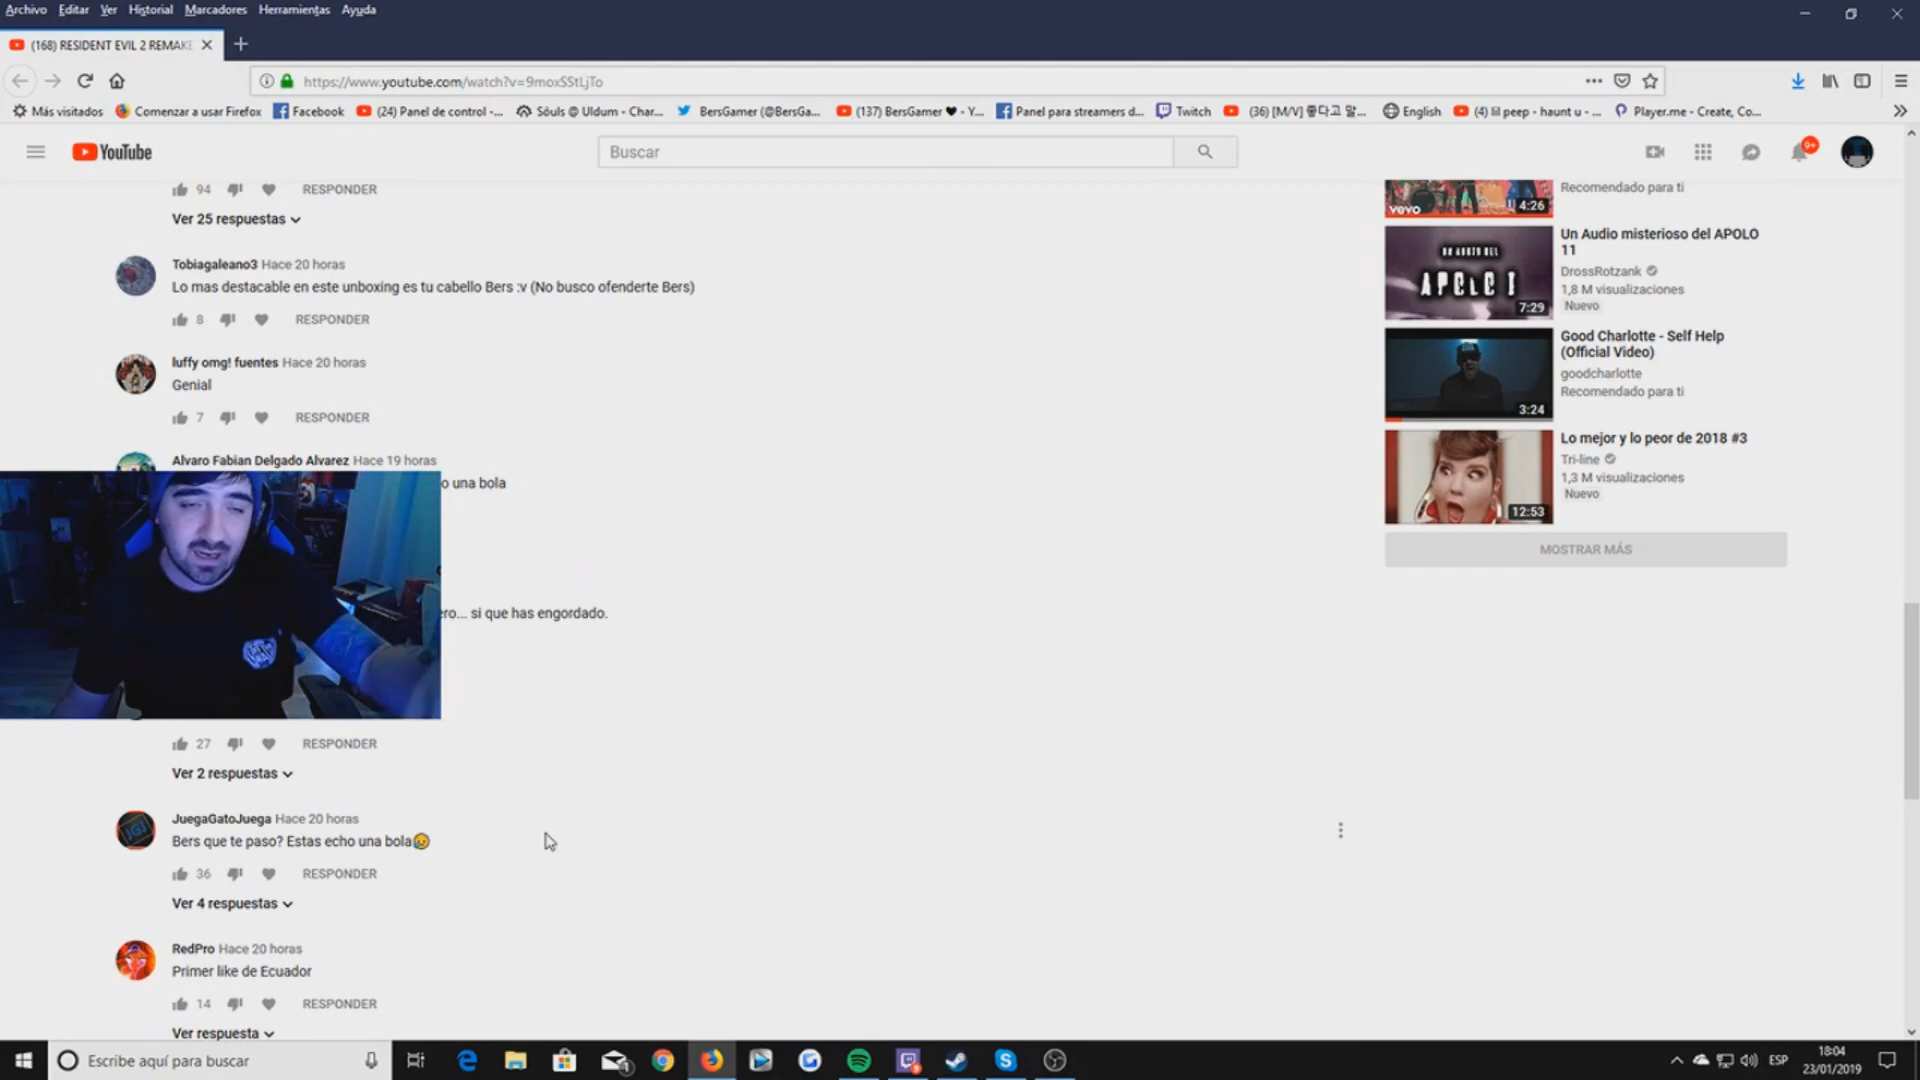 Archivo Editar Ver Historial Marcadores Herramientas Ayuda
(168) RESIDENT EVIL 2 REMAKE
https://www.youtube.com/watch?v=9moxSStLjTo
Más visitados Comenzar a usar Firefox Facebook (24) Panel de control -... Sòuls @ Uldum - Char... BersGamer (@BersGa... (137) BersGamer ♥ - Y... Panel para streamers d... Twitch (36) [M/V] 좋다고 말... English (4) lil peep - haunt u - ... Player.me - Create, Co...
YouTube
Buscar
9+
94 RESPONDER
Ver 25 respuestas
Tobiagaleano3 Hace 20 horas
Lo mas destacable en este unboxing es tu cabello Bers :v (No busco ofenderte Bers)
8 RESPONDER
luffy omg! fuentes Hace 20 horas
Genial
7 RESPONDER
Alvaro Fabian Delgado Alvarez Hace 19 horas
o una bola
ero... si que has engordado.
27 RESPONDER
Ver 2 respuestas
JuegaGatoJuega Hace 20 horas
Bers que te paso? Estas echo una bola😥
36 RESPONDER
Ver 4 respuestas
RedPro Hace 20 horas
Primer like de Ecuador
14 RESPONDER
Ver respuesta
vevo
4:26
Recomendado para ti
APOLO 1
7:29
Un Audio misterioso del APOLO
11
DrossRotzank
1,8 M visualizaciones
Nuevo
3:24
Good Charlotte - Self Help
(Official Video)
goodcharlotte
Recomendado para ti
12:53
Lo mejor y lo peor de 2018 #3
Tri-line
1,3 M visualizaciones
Nuevo
MOSTRAR MÁS
Escribe aquí para buscar
ESP
18:04
23/01/2019